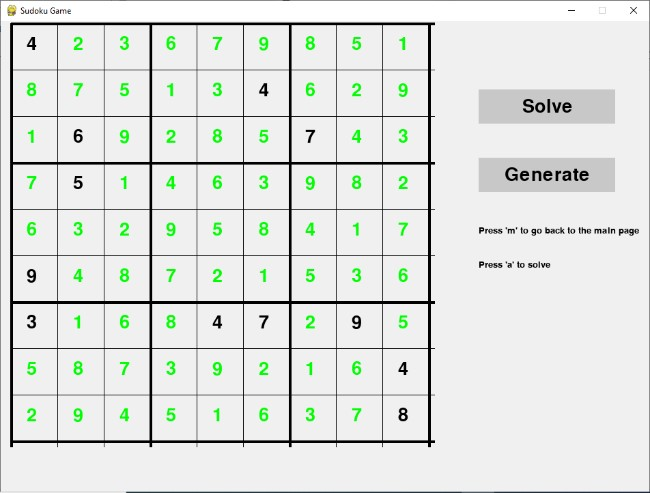 Sudoku Game
4 2 3 6 7 9 8 5 1
8 7 5 1 3 4 6 2 9
1 6 9 2 8 5 7 4 3
7 5 1 4 6 3 9 8 2
6 3 2 9 5 8 4 1 7
9 4 8 7 2 1 5 3 6
3 1 6 8 4 7 2 9 5
5 8 7 3 9 2 1 6 4
2 9 4 5 1 6 3 7 8
Solve
Generate
Press 'm' to go back to the main page
Press 'a' to solve